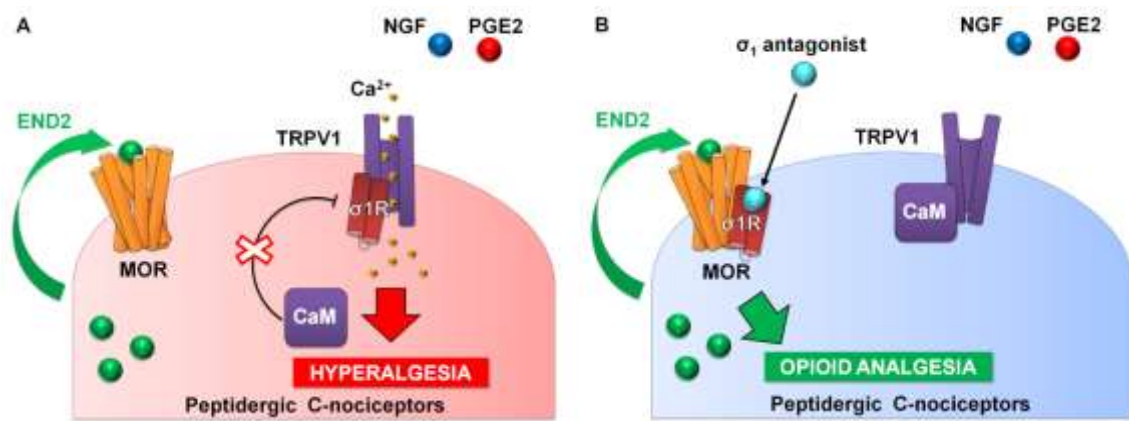 A
NGF
PGE2
Ca²⁺
END2
TRPV1
σ1R
MOR
CaM
HYPERALGESIA
Peptidergic C-nociceptors
B
NGF
PGE2
σ₁ antagonist
END2
TRPV1
CaM
σ1R
MOR
OPIOID ANALGESIA
Peptidergic C-nociceptors